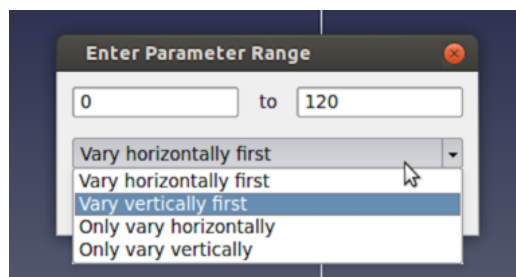 Enter Parameter Range
0 to 120
Vary horizontally first
Vary horizontally first
Vary vertically first
Only vary horizontally
Only vary vertically